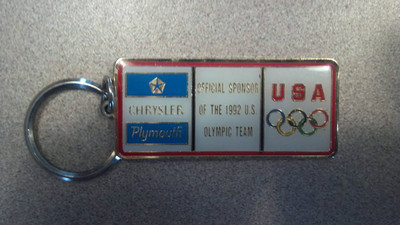 CHRYSLER
Plymouth
OFFICIAL SPONSOR
OF THE 1992 U.S
OLYMPIC TEAM
USA